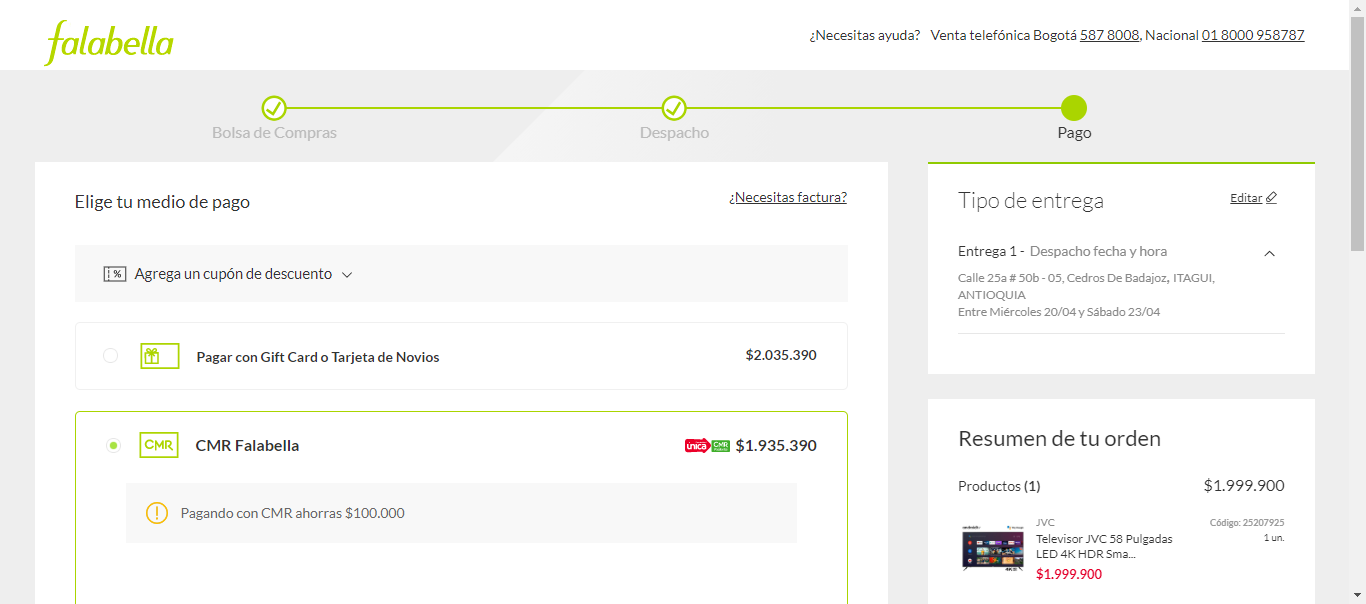 falabella
¿Necesitas ayuda? Venta telefónica Bogotá 587 8008, Nacional 01 8000 958787
Bolsa de Compras
Despacho
Pago
Elige tu medio de pago
¿Necesitas factura?
% Agrega un cupón de descuento
Pagar con Gift Card o Tarjeta de Novios
$2.035.390
CMR CMR Falabella
unica CMR $1.935.390
Pagando con CMR ahorras $100.000
Tipo de entrega
Editar
Entrega 1 - Despacho fecha y hora
Calle 25a # 50b - 05, Cedros De Badajoz, ITAGUI,
ANTIOQUIA
Entre Miércoles 20/04 y Sábado 23/04
Resumen de tu orden
Productos (1)
$1.999.900
JVC
Código: 25207925
Televisor JVC 58 Pulgadas
1 un.
LED 4K HDR Sma...
$1.999.900